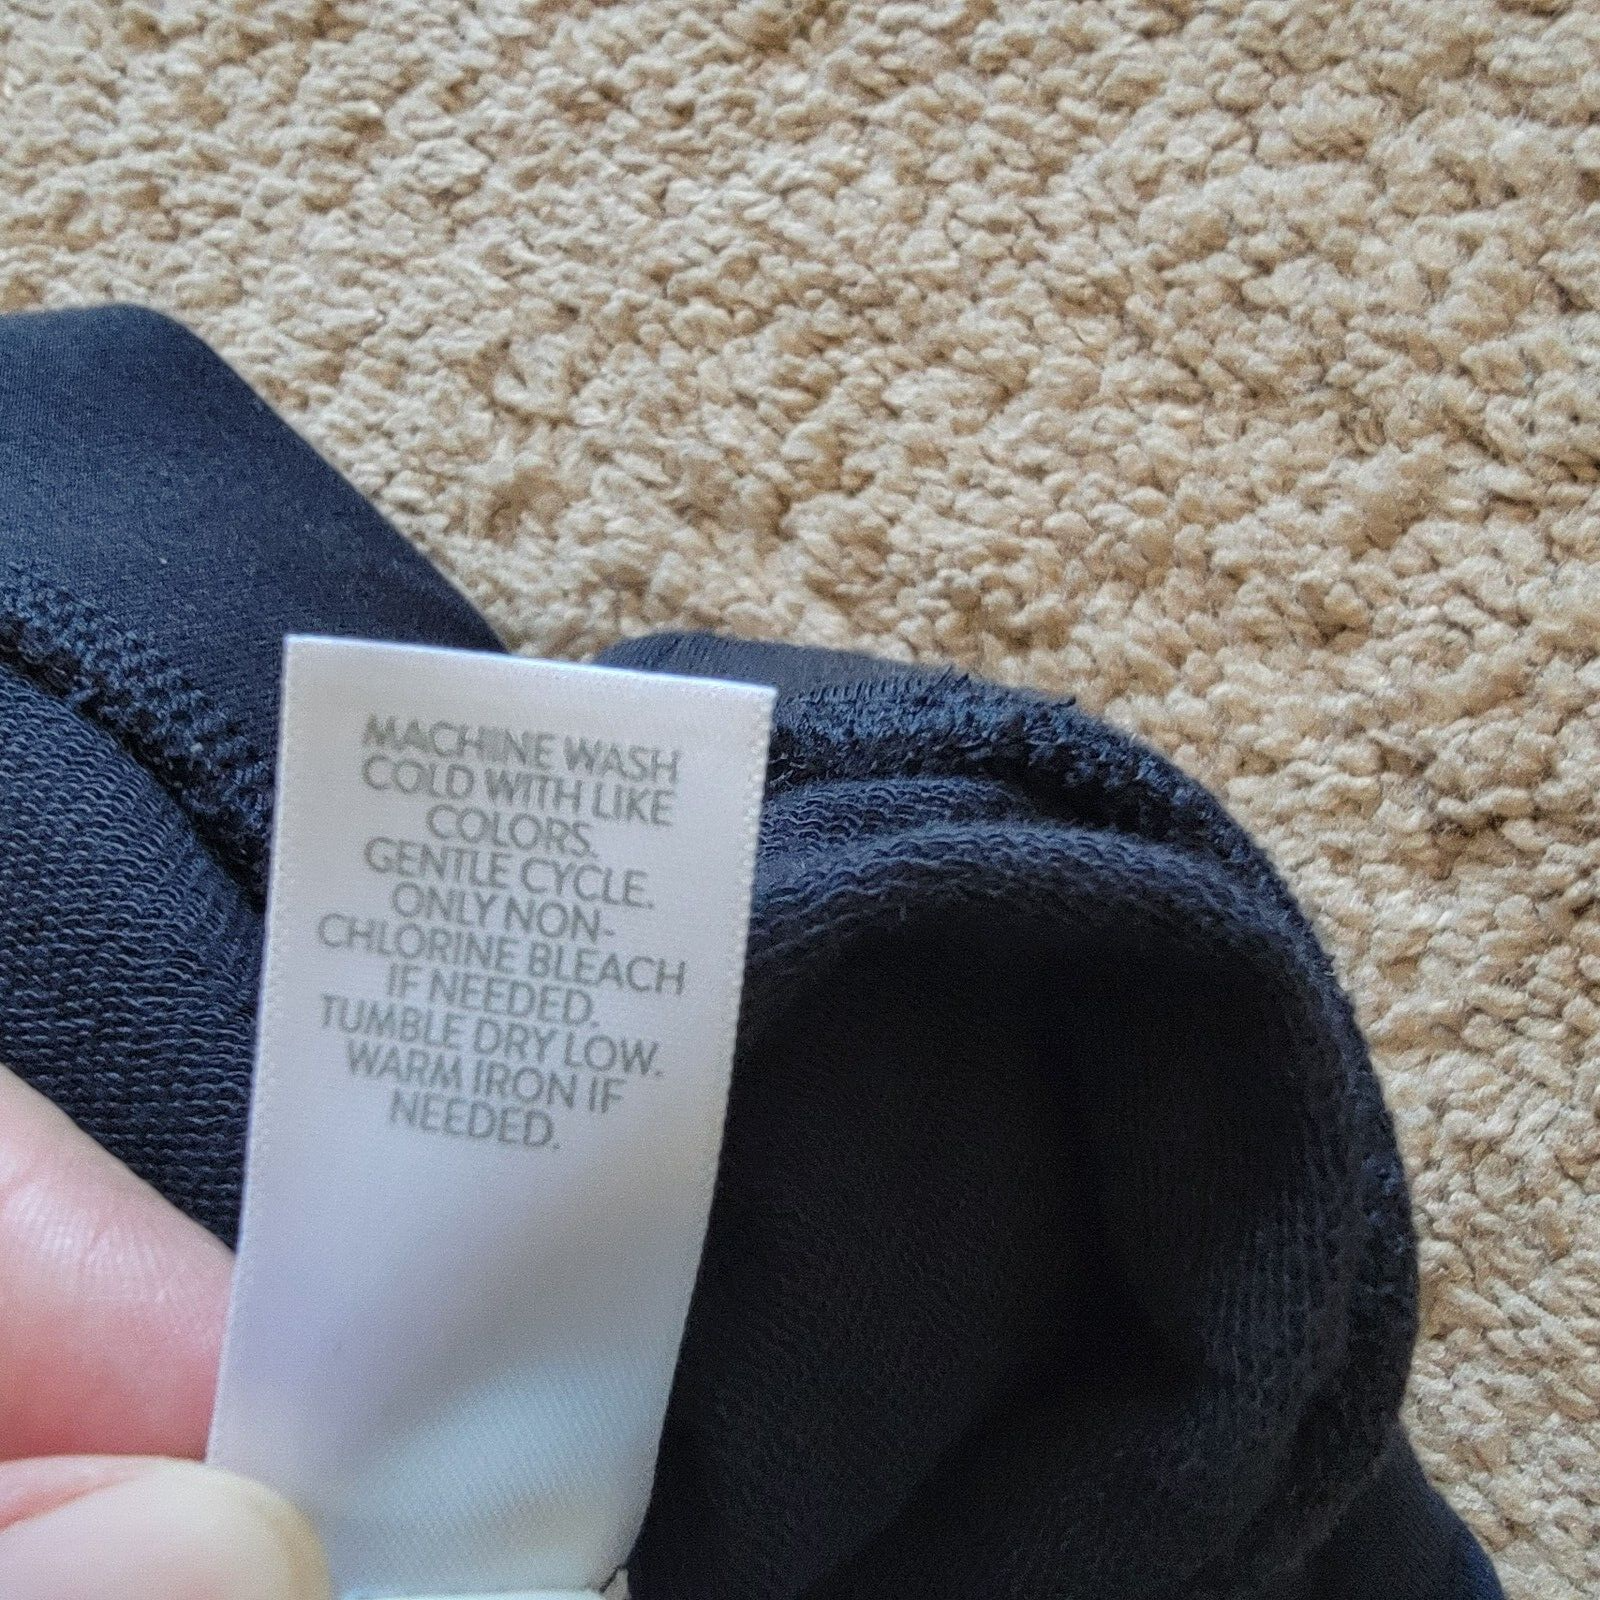 MACHINE WASH
COLD WITH LIKE
COLORS.
GENTLE CYCLE.
ONLY NON-
CHLORINE BLEACH
IF NEEDED.
TUMBLE DRY LOW.
WARM IRON IF
NEEDED.